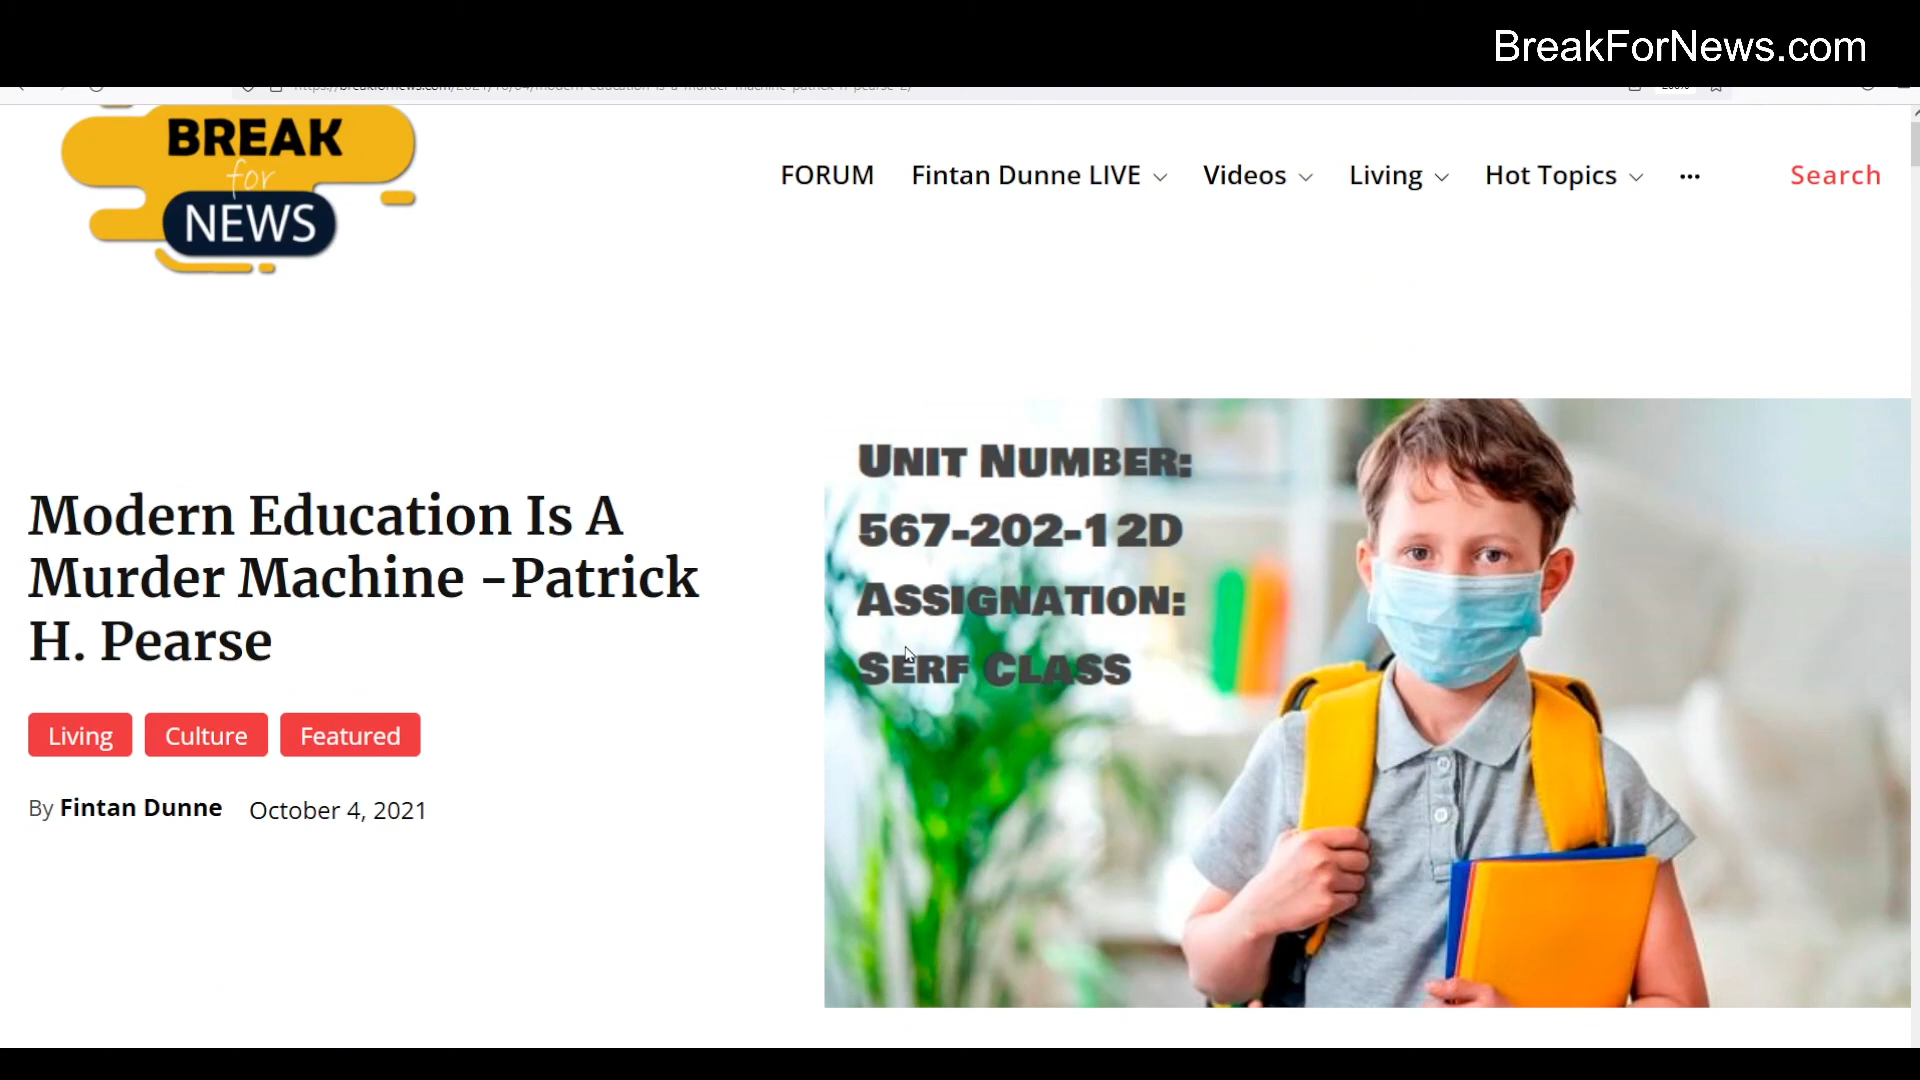 BreakForNews.com
BREAK
for
NEWS
FORUM Fintan Dunne LIVE Videos Living Hot Topics ··· Search
Modern Education Is A
Murder Machine –Patrick
H. Pearse
Living Culture Featured
By Fintan Dunne October 4, 2021
UNIT NUMBER:
567-202-12D
ASSIGNATION:
SERF CLASS